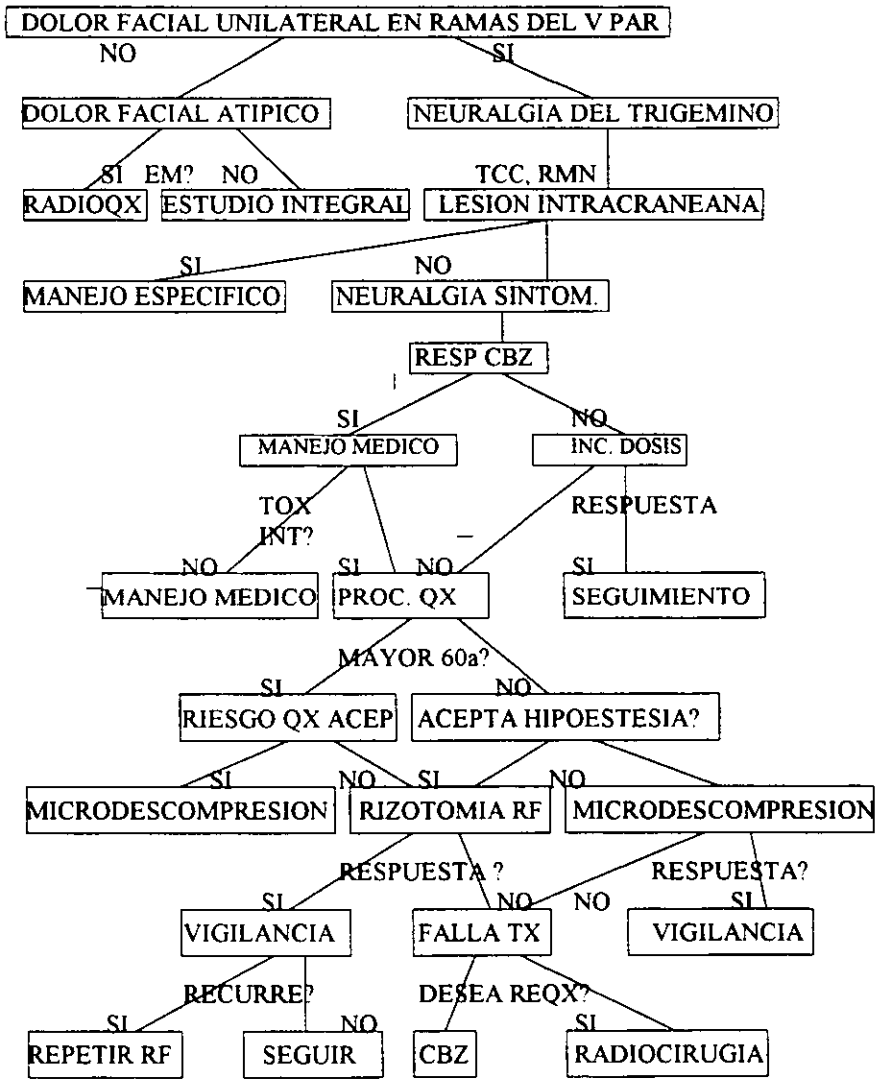 DOLOR FACIAL UNILATERAL EN RAMAS DEL V PAR
NO SI
DOLOR FACIAL ATIPICO NEURALGIA DEL TRIGEMINO
SI EM? NO TCC, RMN
RADIOQX ESTUDIO INTEGRAL LESION INTRACRANEANA
SI NO
MANEJO ESPECIFICO NEURALGIA SINTOM.
RESP CBZ
SI NO
MANEJO MEDICO INC. DOSIS
TOX RESPUESTA
INT?
NO SI NO SI
MANEJO MEDICO PROC. QX SEGUIMIENTO
MAYOR 60a?
SI NO
RIESGO QX ACEP ACEPTA HIPOESTESIA?
SI NO SI NO
MICRODESCOMPRESION RIZOTOMIA RF MICRODESCOMPRESION
RESPUESTA ? RESPUESTA?
SI NO NO SI
VIGILANCIA FALLA TX VIGILANCIA
RECURRE? DESEA REQX?
SI NO SI
REPETIR RF SEGUIR CBZ RADIOCIRUGIA